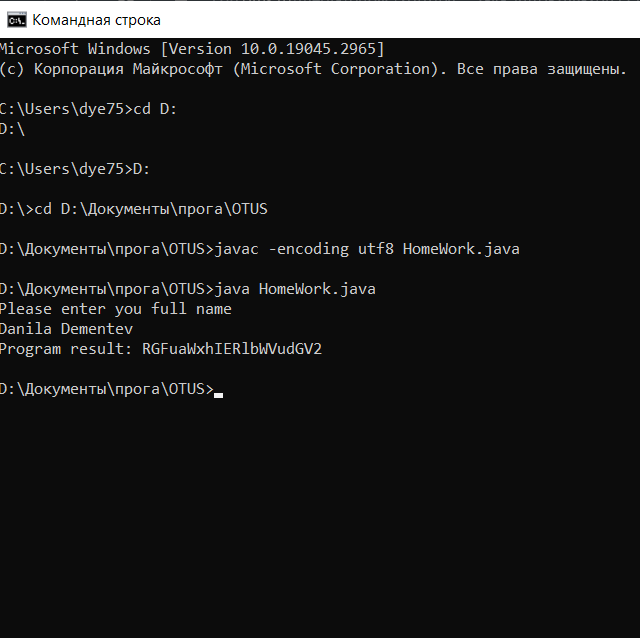 Командная строка
Microsoft Windows [Version 10.0.19045.2965]
(c) Корпорация Майкрософт (Microsoft Corporation). Все права защищены.
C:\Users\dye75>cd D:
D:\
C:\Users\dye75>D:
D:\>cd D:\Документы\прога\OTUS
D:\Документы\прога\OTUS>javac -encoding utf8 HomeWork.java
D:\Документы\прога\OTUS>java HomeWork.java
Please enter you full name
Danila Dementev
Program result: RGFuaWxhIERlbWVudGV2
D:\Документы\прога\OTUS>